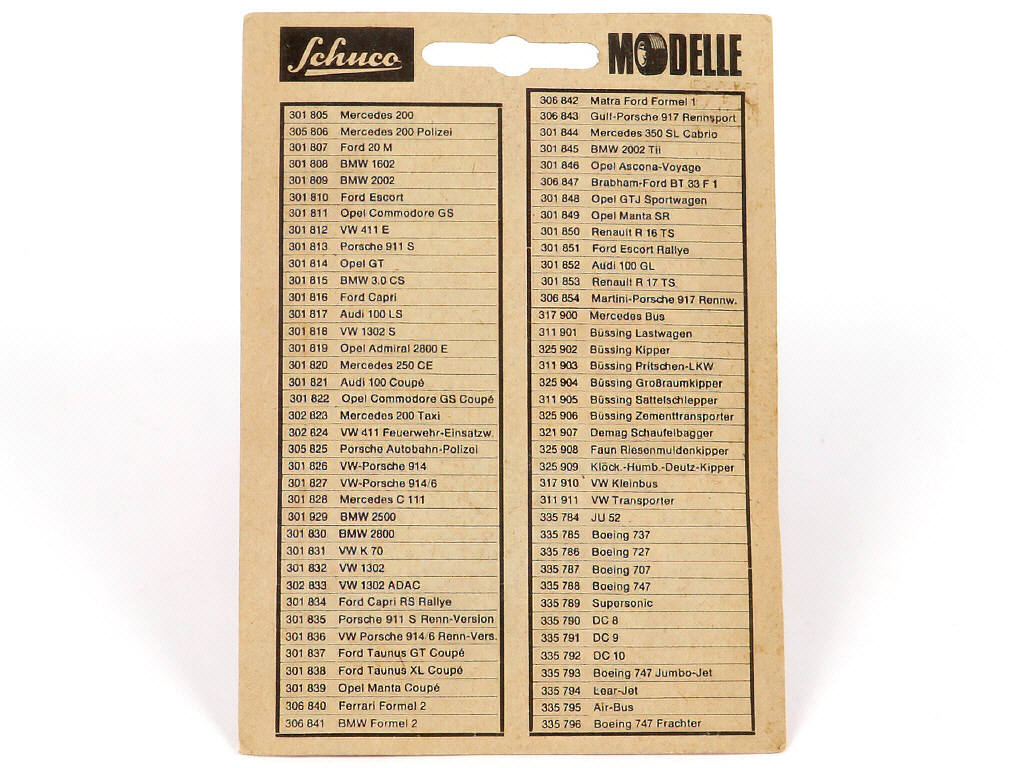 Schuco
MODELLE
301 805 Mercedes 200
305 806 Mercedes 200 Polizei
301 807 Ford 20 M
301 808 BMW 1602
301 809 BMW 2002
301 810 Ford Escort
301 811 Opel Commodore GS
301 812 VW 411 E
301 813 Porsche 911 S
301 814 Opel GT
301 815 BMW 3.0 CS
301 816 Ford Capri
301 817 Audi 100 LS
301 818 VW 1302 S
301 819 Opel Admiral 2800 E
301 820 Mercedes 250 CE
301 821 Audi 100 Coupé
301 822 Opel Commodore GS Coupé
302 823 Mercedes 200 Taxi
302 824 VW 411 Feuerwehr-Einsatzw.
305 825 Porsche Autobahn-Polizei
301 826 VW-Porsche 914
301 827 VW-Porsche 914/6
301 828 Mercedes C 111
301 929 BMW 2500
301 830 BMW 2800
301 831 VW K 70
301 832 VW 1302
302 833 VW 1302 ADAC
301 834 Ford Capri RS Rallye
301 835 Porsche 911 S Renn-Version
301 836 VW Porsche 914/6 Renn-Vers.
301 837 Ford Taunus GT Coupé
301 838 Ford Taunus XL Coupé
301 839 Opel Manta Coupé
306 840 Ferrari Formel 2
306 841 BMW Formel 2
306 842 Matra Ford Formel 1
306 843 Gulf-Porsche 917 Rennsport
301 844 Mercedes 350 SL Cabrio
301 845 BMW 2002 Tii
301 846 Opel Ascona-Voyage
306 847 Brabham-Ford BT 33 F 1
301 848 Opel GTJ Sportwagen
301 849 Opel Manta SR
301 850 Renault R 16 TS
301 851 Ford Escort Rallye
301 852 Audi 100 GL
301 853 Renault R 17 TS
306 854 Martini-Porsche 917 Rennw.
317 900 Mercedes Bus
311 901 Büssing Lastwagen
325 902 Büssing Kipper
311 903 Büssing Pritschen-LKW
325 904 Büssing Großraumkipper
311 905 Büssing Sattelschlepper
325 906 Büssing Zementtransporter
321 907 Demag Schaufelbagger
325 908 Faun Riesenmuldenkipper
325 909 Klöck.-Humb.-Deutz-Kipper
317 910 VW Kleinbus
311 911 VW Transporter
335 784 JU 52
335 785 Boeing 737
335 786 Boeing 727
335 787 Boeing 707
335 788 Boeing 747
335 789 Supersonic
335 790 DC 8
335 791 DC 9
335 792 DC 10
335 793 Boeing 747 Jumbo-Jet
335 794 Lear-Jet
335 795 Air-Bus
335 796 Boeing 747 Frachter